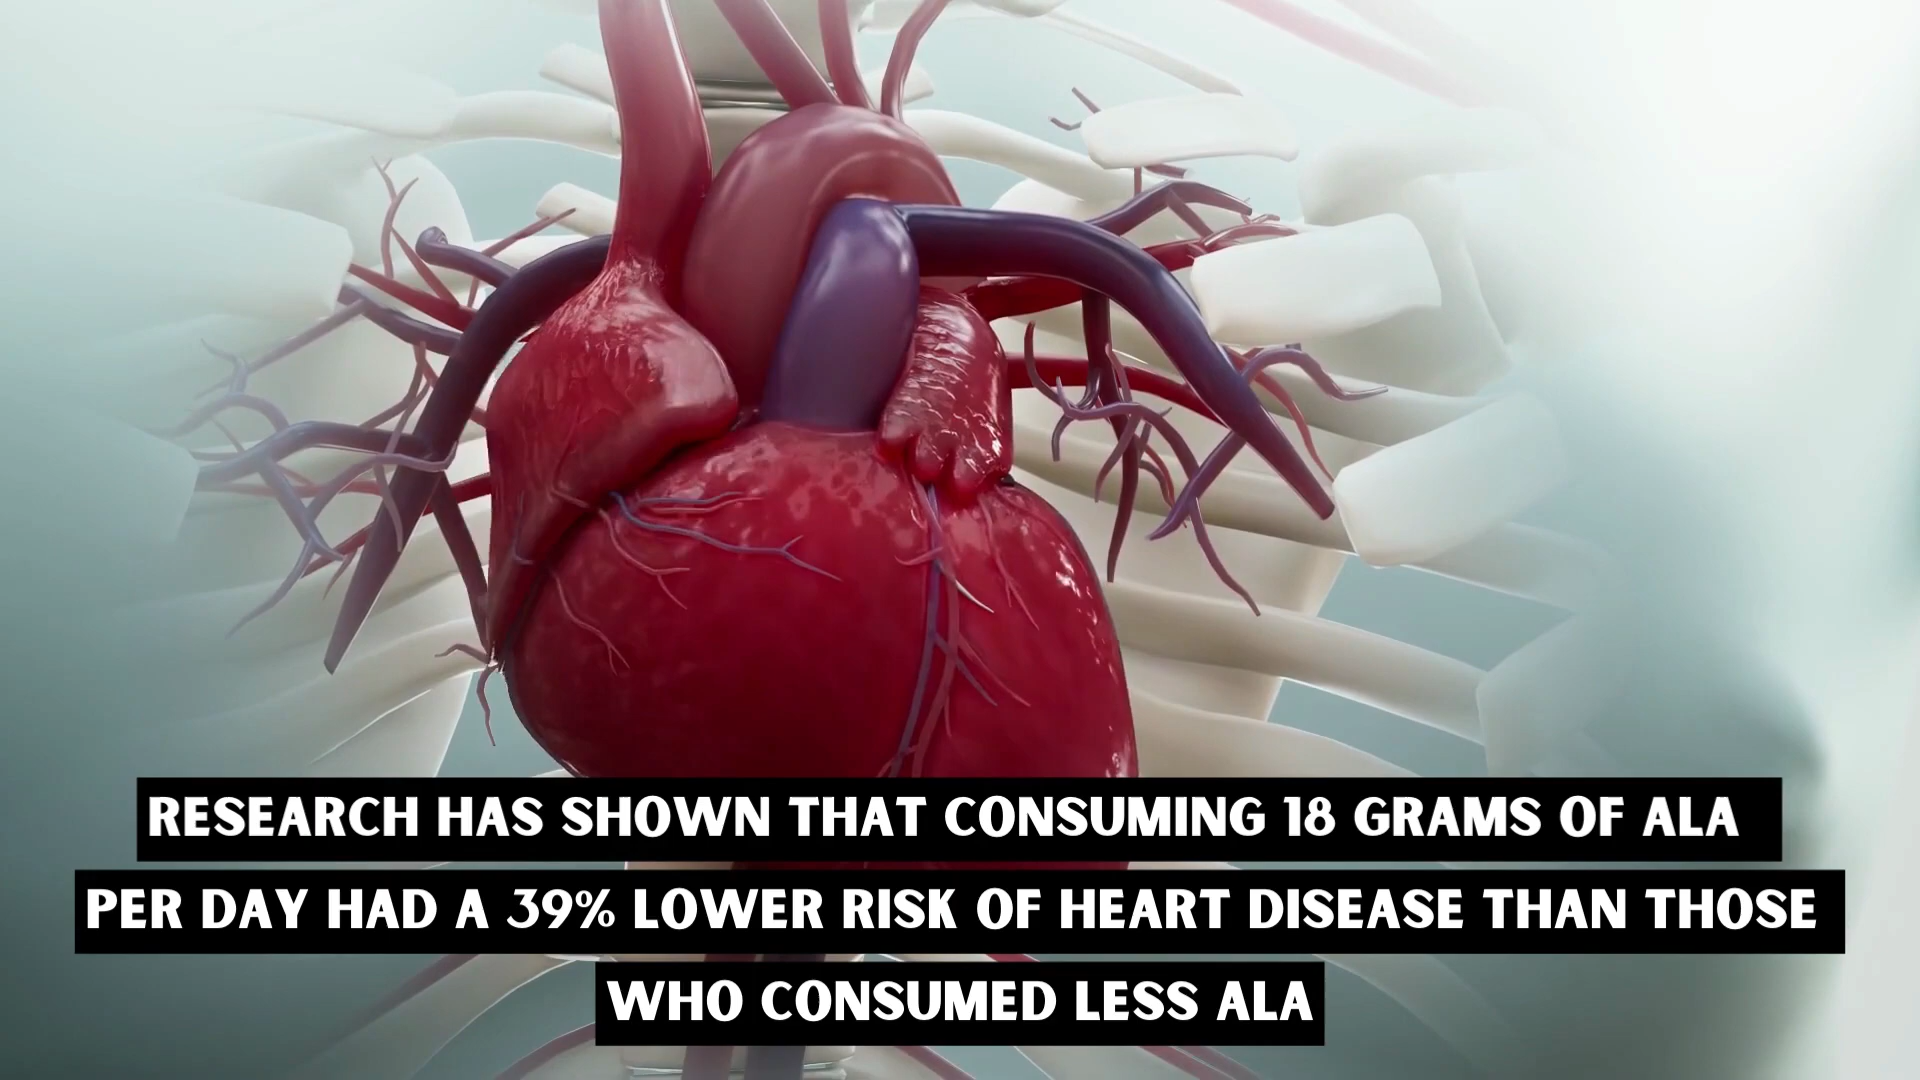 RESEARCH HAS SHOWN THAT CONSUMING 18 GRAMS OF ALA
PER DAY HAD A 39% LOWER RISK OF HEART DISEASE THAN THOSE
WHO CONSUMED LESS ALA